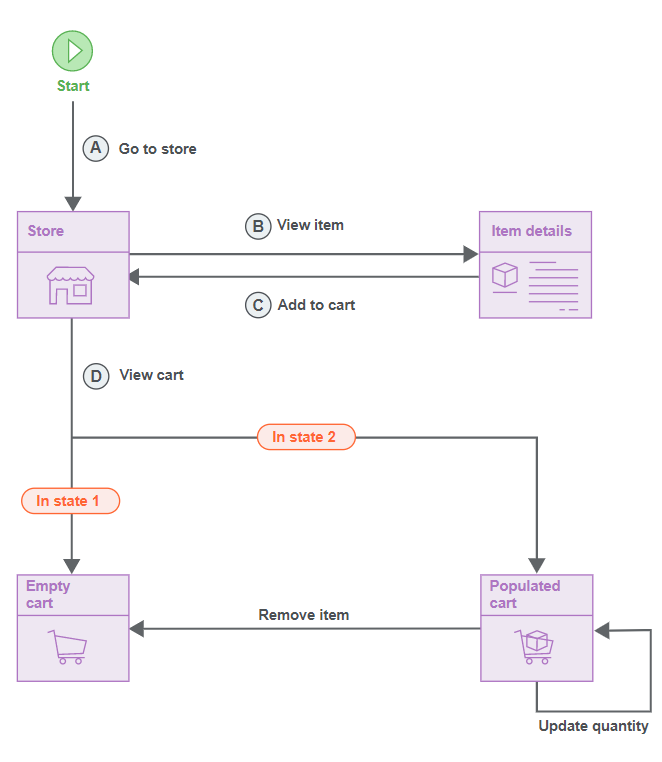 Start
A Go to store
Store
B View item
Item details
C Add to cart
D View cart
In state 2
In state 1
Empty
cart
Populated
cart
Remove item
Update quantity